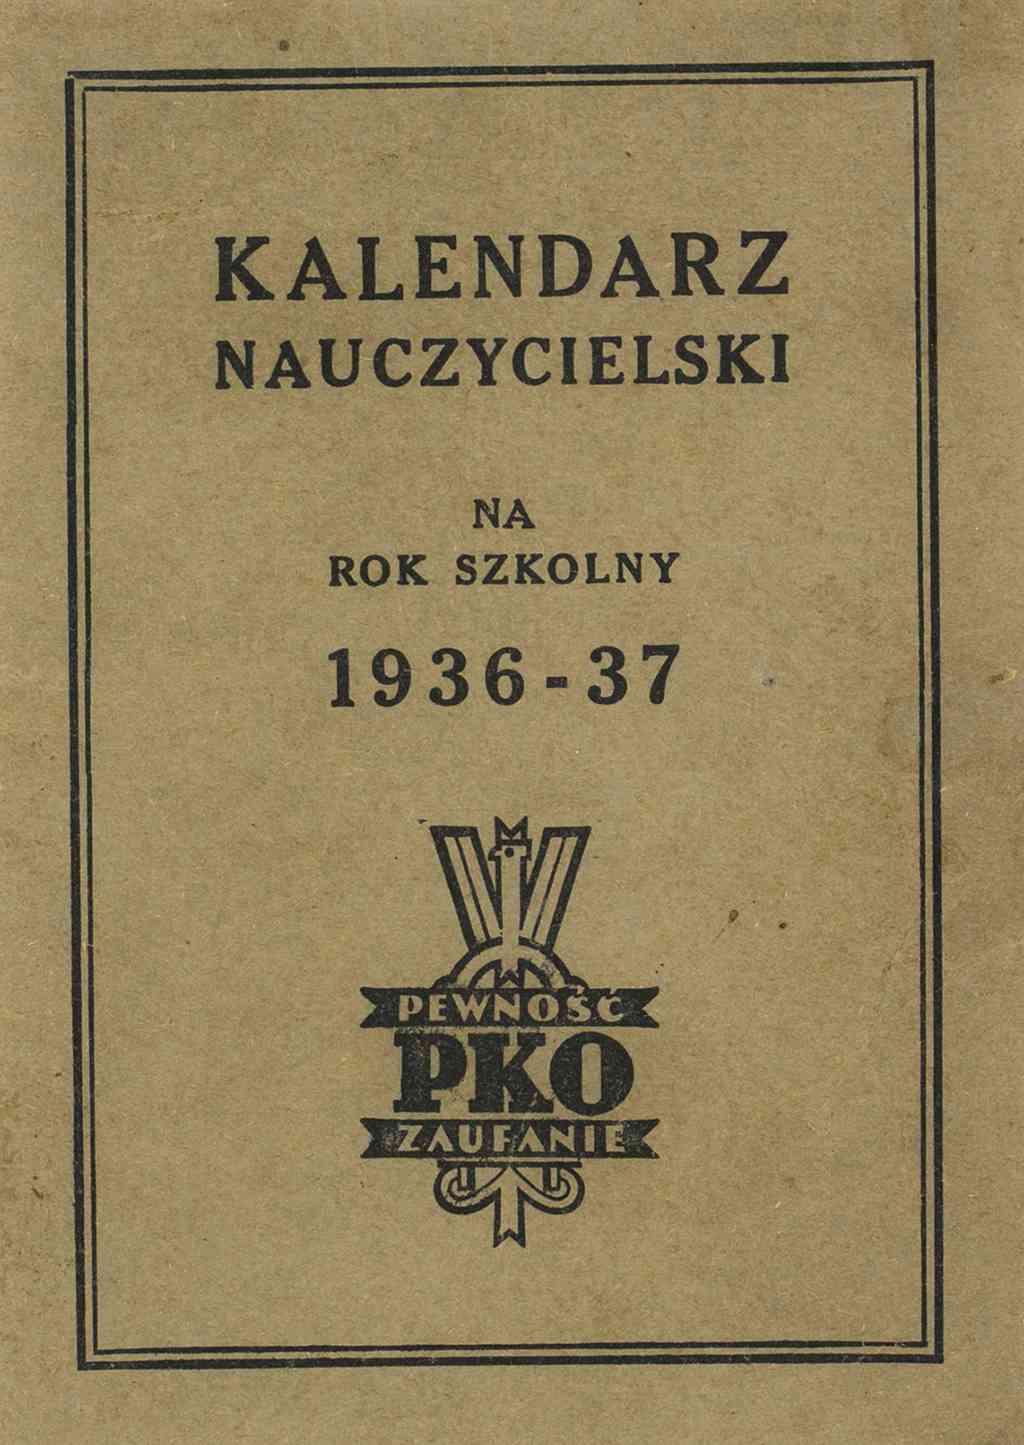 KALENDARZ
NAUCZYCIELSKI
NA
ROK SZKOLNY
1936-37
PEWNOŚĆ
PKO
ZAUFANIE